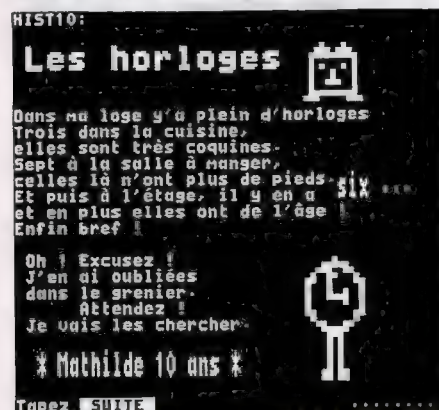 HIST10:
Les horloges
Dans ma loge y'a plein d'horloges
Trois dans la cuisine,
elles sont très coquines.
Sept à la salle à manger,
celles là n'ont plus de pieds.
Et puis à l'étage, il y en a six ...
et en plus elles ont de l'âge !
Enfin bref !
Oh ! Excusez !
J'en ai oubliées
dans le grenier.
Attendez !
Je vais les chercher.
* Mathilde 10 ans *
Tapez SUITE ........